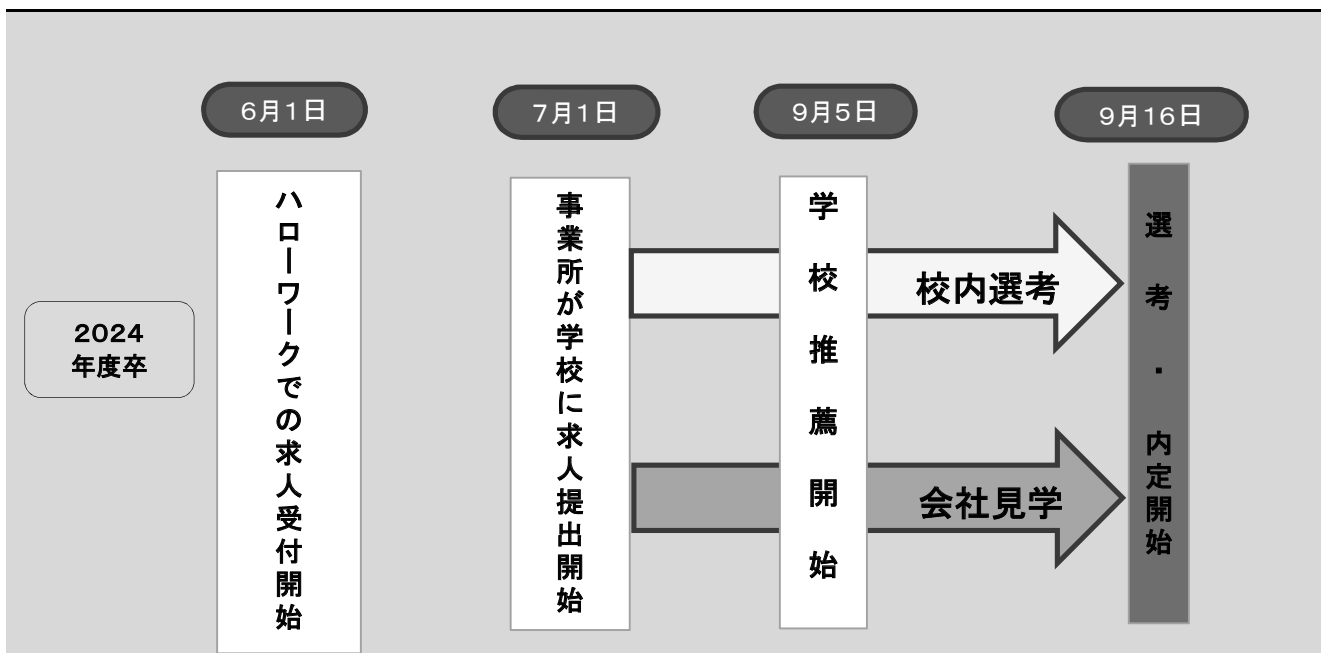 6月1日
7月1日
9月5日
9月16日
2024
年度卒
ハローワークでの求人受付開始
事業所が学校に求人提出開始
学校推薦開始
校内選考
会社見学
選考・内定開始